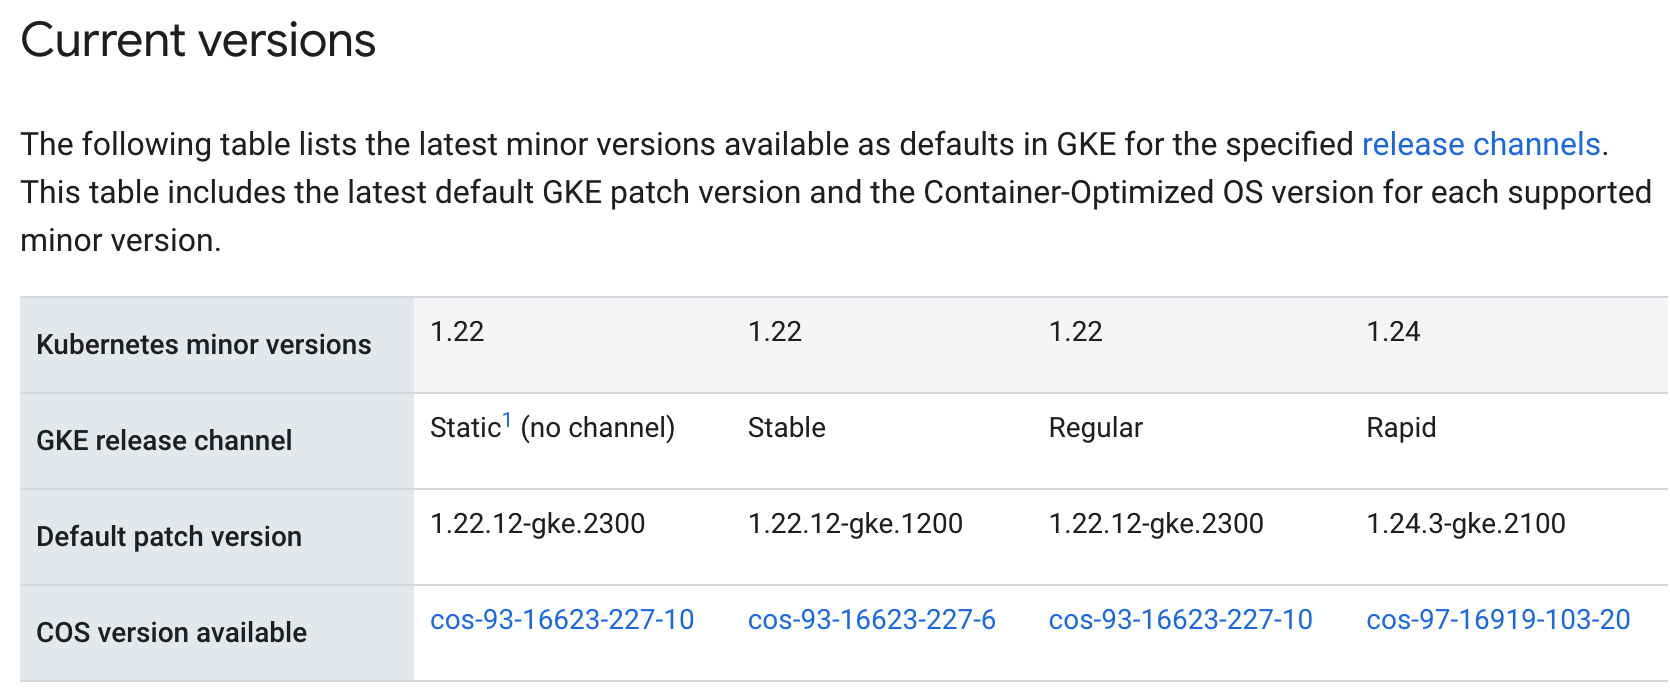 Current versions
The following table lists the latest minor versions available as defaults in GKE for the specified release channels.
This table includes the latest default GKE patch version and the Container-Optimized OS version for each supported
minor version.
Kubernetes minor versions 1.22 1.22 1.22 1.24
GKE release channel Static1 (no channel) Stable Regular Rapid
Default patch version 1.22.12-gke.2300 1.22.12-gke.1200 1.22.12-gke.2300 1.24.3-gke.2100
COS version available cos-93-16623-227-10 cos-93-16623-227-6 cos-93-16623-227-10 cos-97-16919-103-20